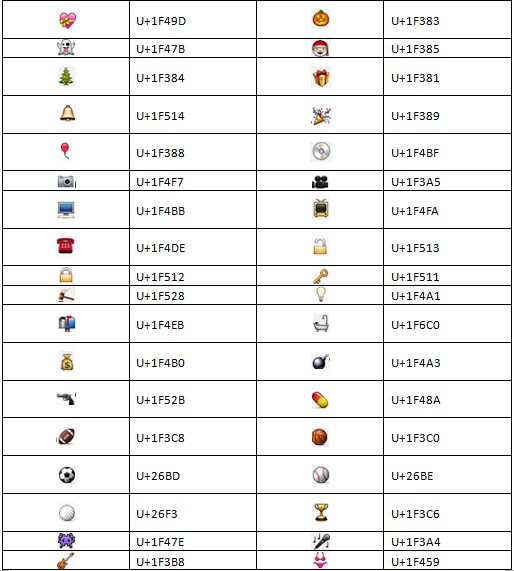 U+1F49D U+1F383
U+1F47B U+1F385
U+1F384 U+1F381
U+1F514 U+1F389
U+1F388 U+1F4BF
U+1F4F7 U+1F3A5
U+1F4BB U+1F4FA
U+1F4DE U+1F513
U+1F512 U+1F511
U+1F528 U+1F4A1
U+1F4EB U+1F6C0
U+1F4B0 U+1F4A3
U+1F52B U+1F48A
U+1F3C8 U+1F3C0
U+26BD U+26BE
U+26F3 U+1F3C6
U+1F47E U+1F3A4
U+1F3B8 U+1F459